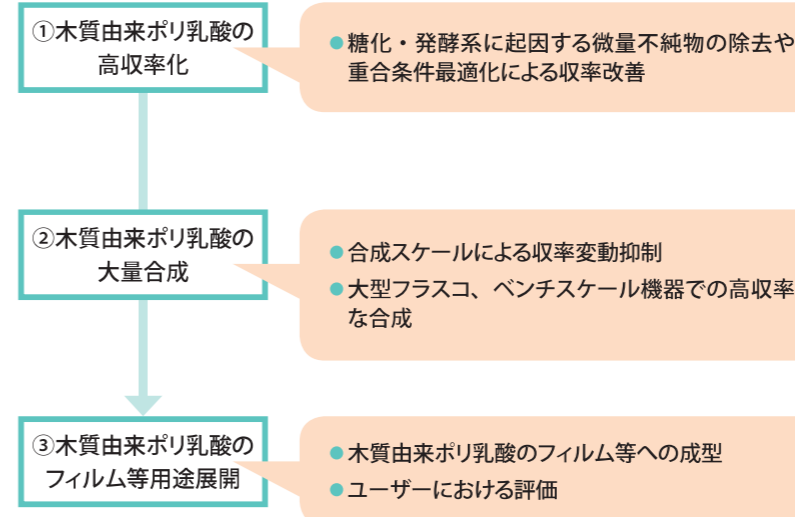 ①木質由来ポリ乳酸の
高収率化
●糖化・発酵系に起因する微量不純物の除去や
重合条件最適化による収率改善
②木質由来ポリ乳酸の
大量合成
●合成スケールによる収率変動抑制
●大型フラスコ、ベンチスケール機器での高収率
な合成
③木質由来ポリ乳酸の
フィルム等用途展開
●木質由来ポリ乳酸のフィルム等への成型
●ユーザーにおける評価